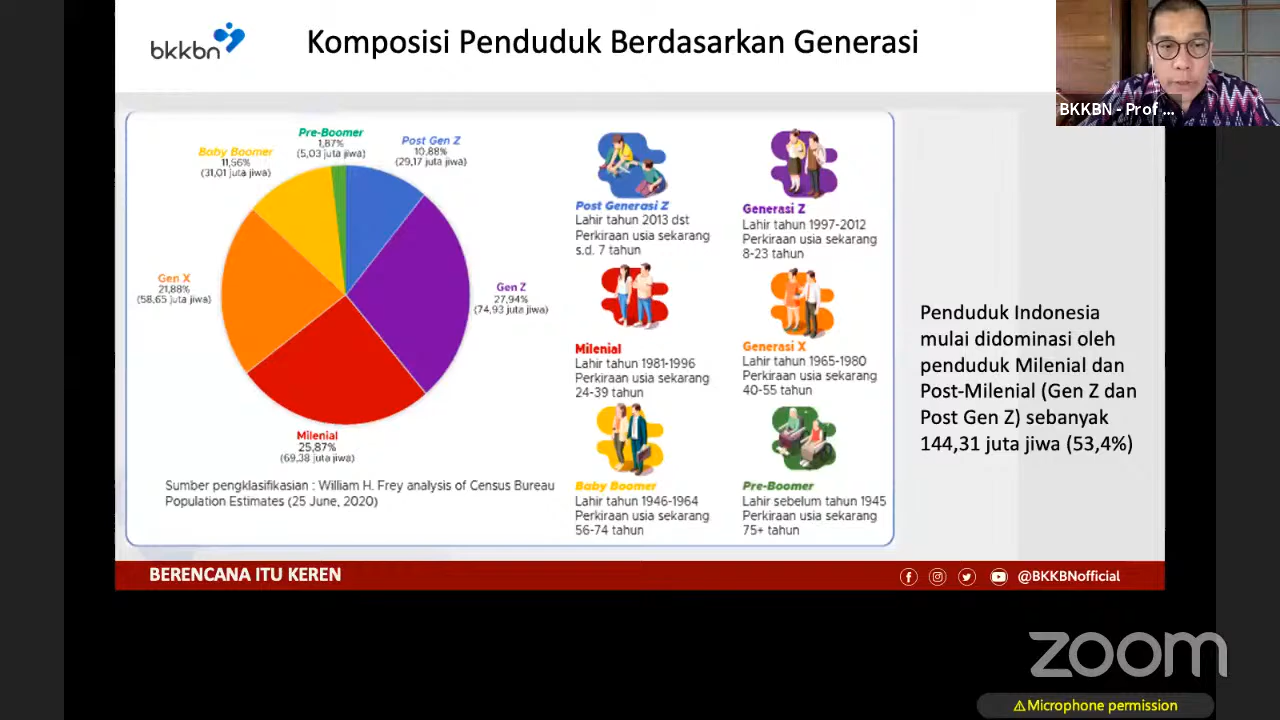 bkkbn
Komposisi Penduduk Berdasarkan Generasi
BKKBN - Prof ...
Pre-Boomer
1,87%
(5,03 juta jiwa)
Post Gen Z
10,88%
(29,17 juta jiwa)
Baby Boomer
11,56%
(31,01 juta jiwa)
Gen X
21,88%
(58,65 juta jiwa)
Gen Z
27,94%
(74,93 juta jiwa)
Milenial
25,87%
(69,38 juta jiwa)
Sumber pengklasifikasian : William H. Frey analysis of Census Bureau
Population Estimates (25 June, 2020)
Post Generasi Z
Lahir tahun 2013 dst
Perkiraan usia sekarang
s.d. 7 tahun
Generasi Z
Lahir tahun 1997-2012
Perkiraan usia sekarang
8-23 tahun
Milenial
Lahir tahun 1981-1996
Perkiraan usia sekarang
24-39 tahun
Generasi X
Lahir tahun 1965-1980
Perkiraan usia sekarang
40-55 tahun
Baby Boomer
Lahir tahun 1946-1964
Perkiraan usia sekarang
56-74 tahun
Pre-Boomer
Lahir sebelum tahun 1945
Perkiraan usia sekarang
75+ tahun
Penduduk Indonesia
mulai didominasi oleh
penduduk Milenial dan
Post-Milenial (Gen Z dan
Post Gen Z) sebanyak
144,31 juta jiwa (53,4%)
BERENCANA ITU KEREN
@BKKBNofficial
zoom
Microphone permission